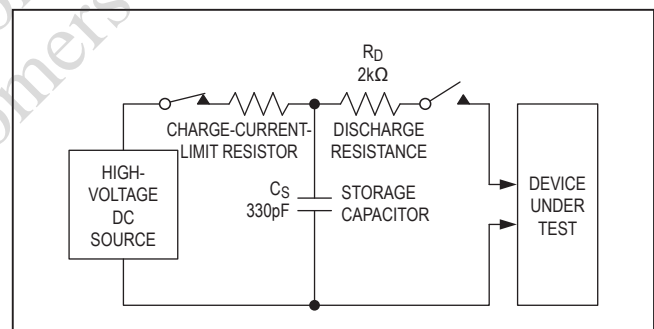 omers
RD
2kΩ
CHARGE-CURRENT-
LIMIT RESISTOR
DISCHARGE
RESISTANCE
HIGH-
VOLTAGE
DC
SOURCE
CS
330pF
STORAGE
CAPACITOR
DEVICE
UNDER
TEST